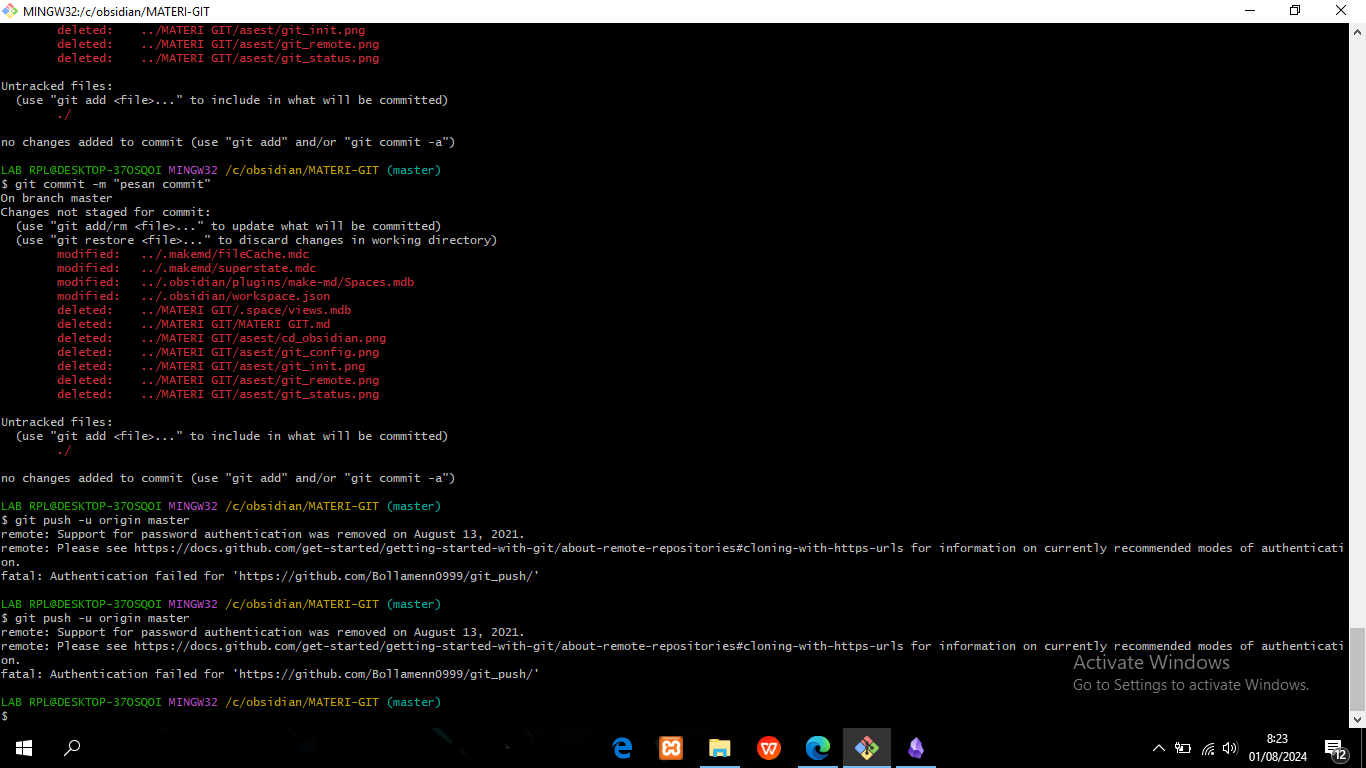 MINGW32:/c/obsidian/MATERI-GIT
deleted: ../MATERI GIT/asest/git_init.png
deleted: ../MATERI GIT/asest/git_remote.png
deleted: ../MATERI GIT/asest/git_status.png
Untracked files:
(use "git add <file>..." to include in what will be committed)
./
no changes added to commit (use "git add" and/or "git commit -a")
LAB RPL@DESKTOP-37OSQOI MINGW32 /c/obsidian/MATERI-GIT (master)
$ git commit -m "pesan commit"
On branch master
Changes not staged for commit:
(use "git add/rm <file>..." to update what will be committed)
(use "git restore <file>..." to discard changes in working directory)
modified: ../.makemd/fileCache.mdc
modified: ../.makemd/superstate.mdc
modified: ../.obsidian/plugins/make-md/Spaces.mdb
modified: ../.obsidian/workspace.json
deleted: ../MATERI GIT/.space/views.mdb
deleted: ../MATERI GIT/MATERI GIT.md
deleted: ../MATERI GIT/asest/cd_obsidian.png
deleted: ../MATERI GIT/asest/git_config.png
deleted: ../MATERI GIT/asest/git_init.png
deleted: ../MATERI GIT/asest/git_remote.png
deleted: ../MATERI GIT/asest/git_status.png
Untracked files:
(use "git add <file>..." to include in what will be committed)
./
no changes added to commit (use "git add" and/or "git commit -a")
LAB RPL@DESKTOP-37OSQOI MINGW32 /c/obsidian/MATERI-GIT (master)
$ git push -u origin master
remote: Support for password authentication was removed on August 13, 2021.
remote: Please see https://docs.github.com/get-started/getting-started-with-git/about-remote-repositories#cloning-with-https-urls for information on currently recommended modes of authenticati
on.
fatal: Authentication failed for 'https://github.com/Bollamenn0999/git_push/'
LAB RPL@DESKTOP-37OSQOI MINGW32 /c/obsidian/MATERI-GIT (master)
$ git push -u origin master
remote: Support for password authentication was removed on August 13, 2021.
remote: Please see https://docs.github.com/get-started/getting-started-with-git/about-remote-repositories#cloning-with-https-urls for information on currently recommended modes of authenticati
on.
fatal: Authentication failed for 'https://github.com/Bollamenn0999/git_push/'
LAB RPL@DESKTOP-37OSQOI MINGW32 /c/obsidian/MATERI-GIT (master)
$
Activate Windows
Go to Settings to activate Windows.
8:23
01/08/2024
12